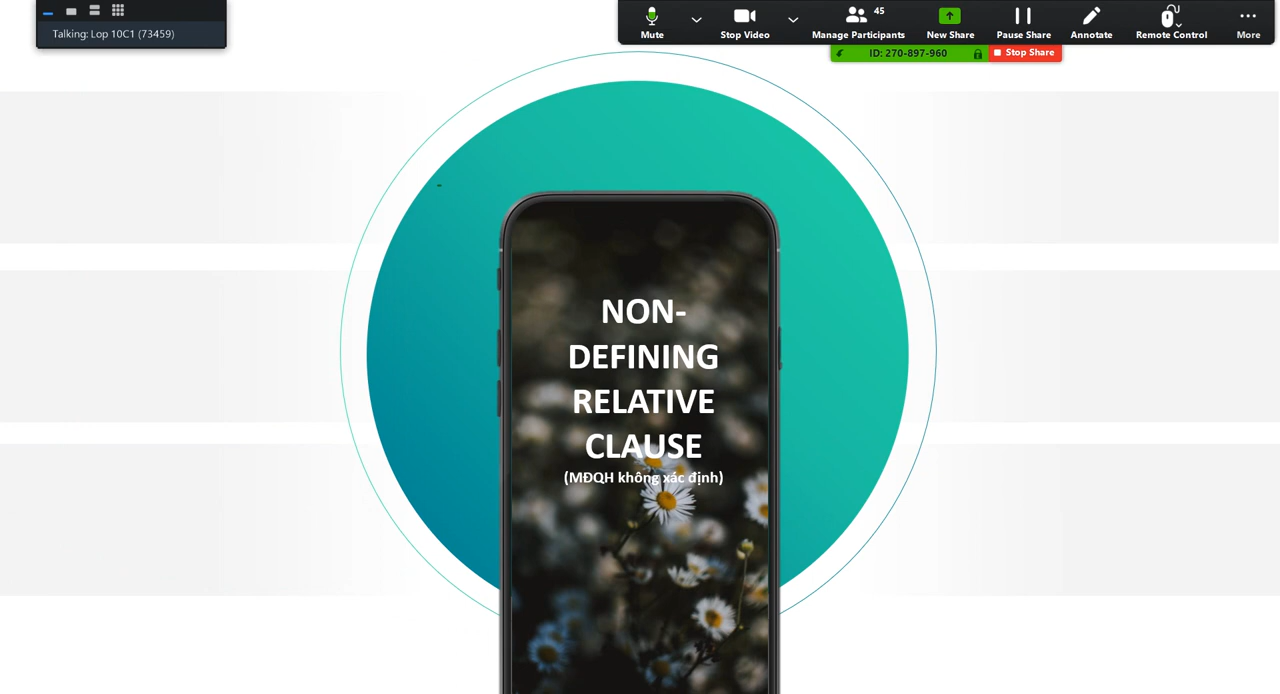 Talking: Lop 10C1 (73459)
45
Mute
Stop Video
Manage Participants
New Share
Pause Share
Annotate
Remote Control
More
ID: 270-897-960
Stop Share
NON-
DEFINING
RELATIVE
CLAUSE
(MĐQH không xác định)